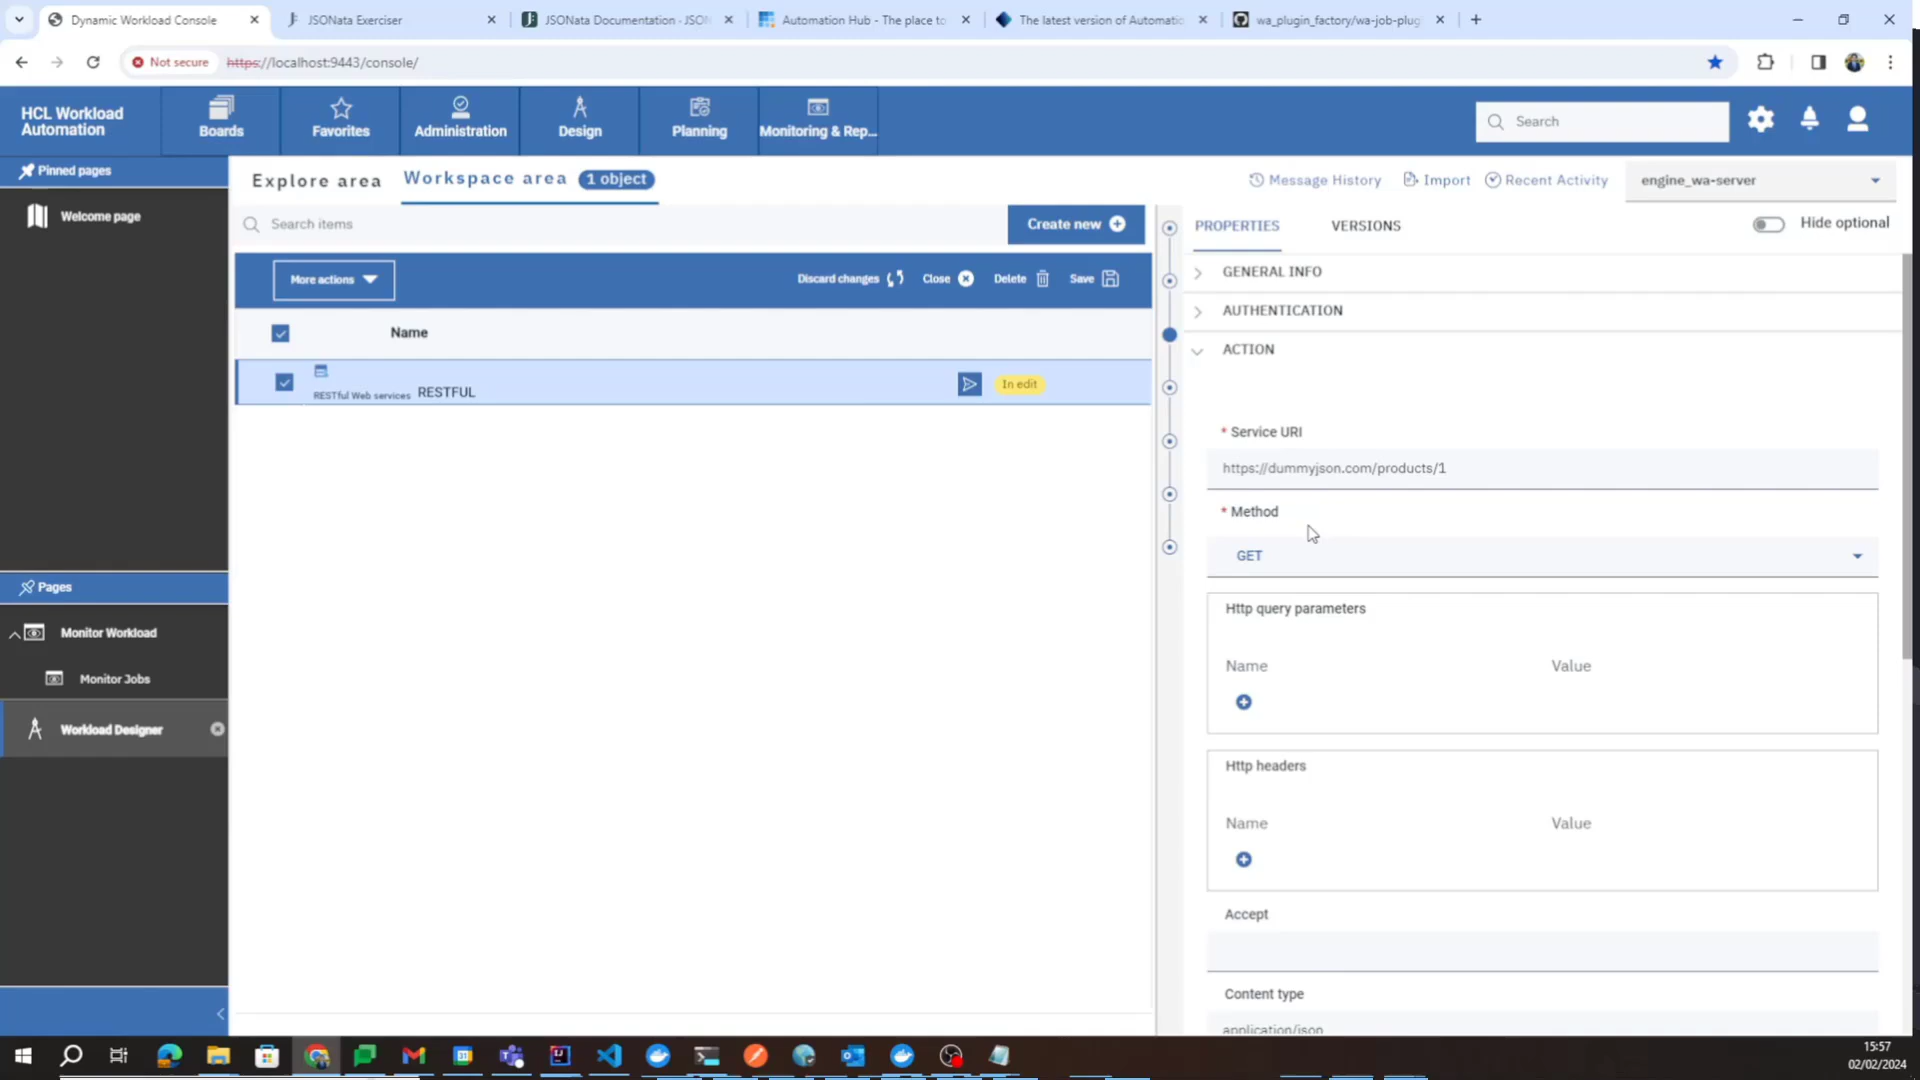 Dynamic Workload Console
JSONata Exerciser
JSONata Documentation - JSON
Automation Hub - The place to
The latest version of Automatio
wa_plugin_factory/wa-job-plug
Not secure
https://localhost:9443/console/
HCL Workload
Automation
Boards
Favorites
Administration
Design
Planning
Monitoring & Rep...
Search
Pinned pages
Welcome page
Pages
Monitor Workload
Monitor Jobs
Workload Designer
Explore area
Workspace area
1 object
Message History
Import
Recent Activity
engine_wa-server
Search items
Create new
More actions
Discard changes
Close
Delete
Save
Name
RESTful Web services
RESTFUL
In edit
PROPERTIES
VERSIONS
Hide optional
GENERAL INFO
AUTHENTICATION
ACTION
* Service URI
https://dummyjson.com/products/1
* Method
GET
Http query parameters
Name
Value
Http headers
Name
Value
Accept
Content type
application/json
15:57
02/02/2024